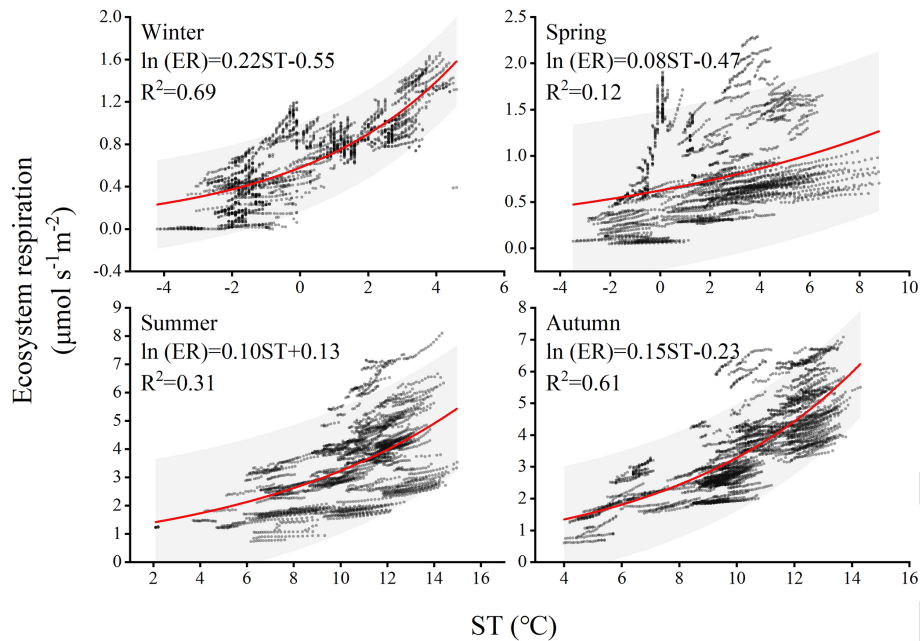 Ecosystem respiration
(μmol s⁻¹m⁻²)
Winter
ln (ER)=0.22ST−0.55
R²=0.69
2.0
1.6
1.2
0.8
0.4
0.0
-0.4
-4 -2 0 2 4 6
Spring
ln (ER)=0.08ST−0.47
R²=0.12
2.5
2.0
1.5
1.0
0.5
0.0
-2 0 2 4 6 8 10
Summer
ln (ER)=0.10ST+0.13
R²=0.31
9
8
7
6
5
4
3
2
1
0
2 4 6 8 10 12 14 16
Autumn
ln (ER)=0.15ST−0.23
R²=0.61
8
7
6
5
4
3
2
1
0
4 6 8 10 12 14 16
ST (℃)